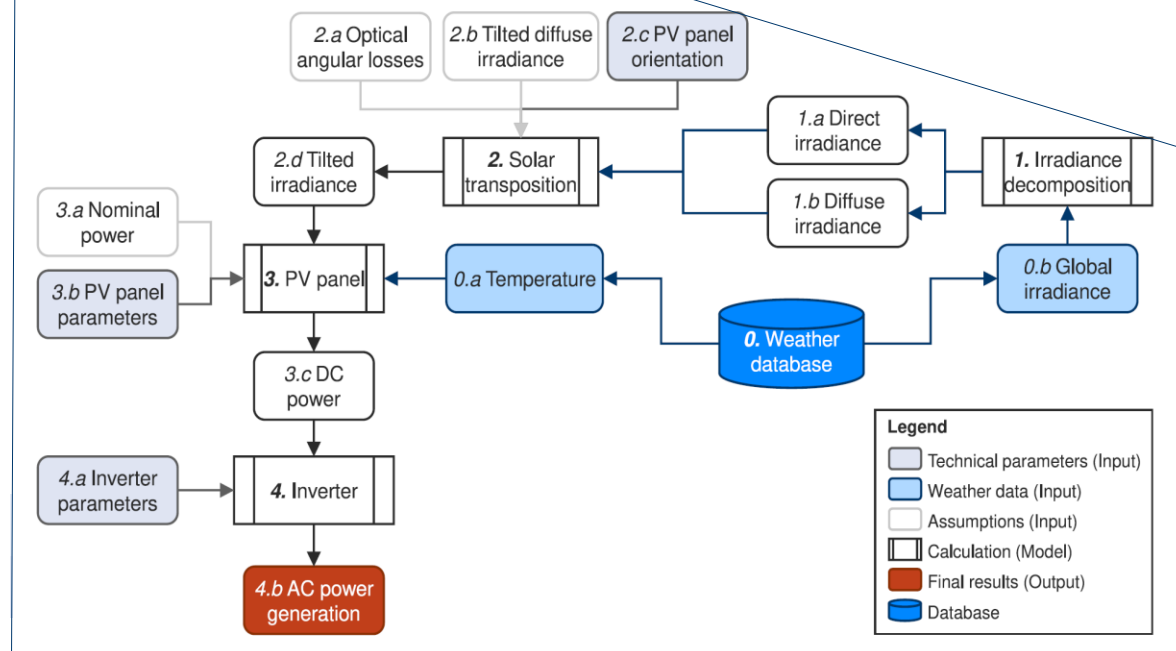 2.a Optical
angular losses
2.b Tilted diffuse
irradiance
2.c PV panel
orientation
1.a Direct
irradiance
2.d Tilted
irradiance
2. Solar
transposition
1. Irradiance
decomposition
1.b Diffuse
irradiance
3.a Nominal
power
3. PV panel
0.a Temperature
0.b Global
irradiance
3.b PV panel
parameters
0. Weather
database
3.c DC
power
4.a Inverter
parameters
4. Inverter
4.b AC power
generation
Legend
Technical parameters (Input)
Weather data (Input)
Assumptions (Input)
Calculation (Model)
Final results (Output)
Database